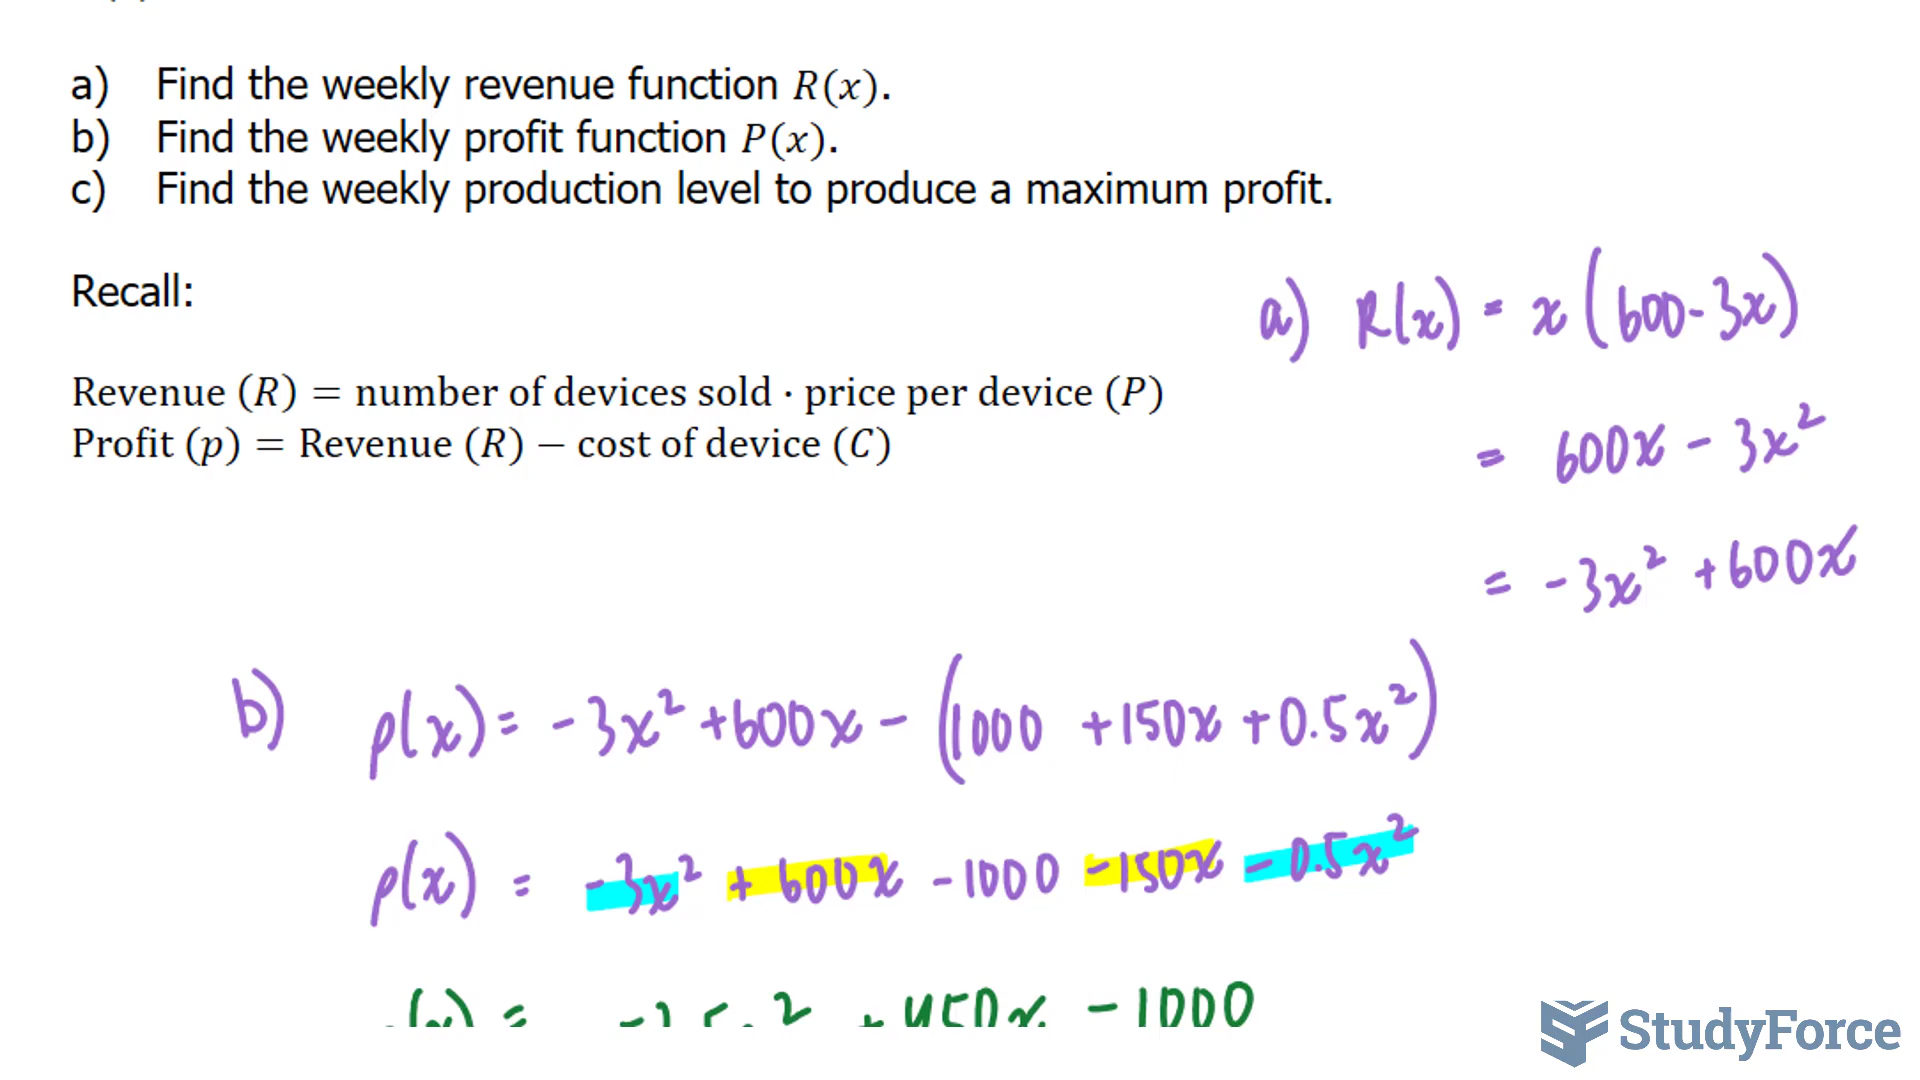 a) Find the weekly revenue function R(x).
b) Find the weekly profit function P(x).
c) Find the weekly production level to produce a maximum profit.
Recall:
Revenue (R) = number of devices sold · price per device (P)
Profit (p) = Revenue (R) − cost of device (C)
a) R(x) = x(600-3x)
= 600x - 3x²
= -3x² + 600x
b) p(x) = -3x² + 600x - (1000 + 150x + 0.5x²)
p(x) = -3x² + 600x - 1000 - 150x - 0.5x²
(x) = + 450x - 1000
StudyForce